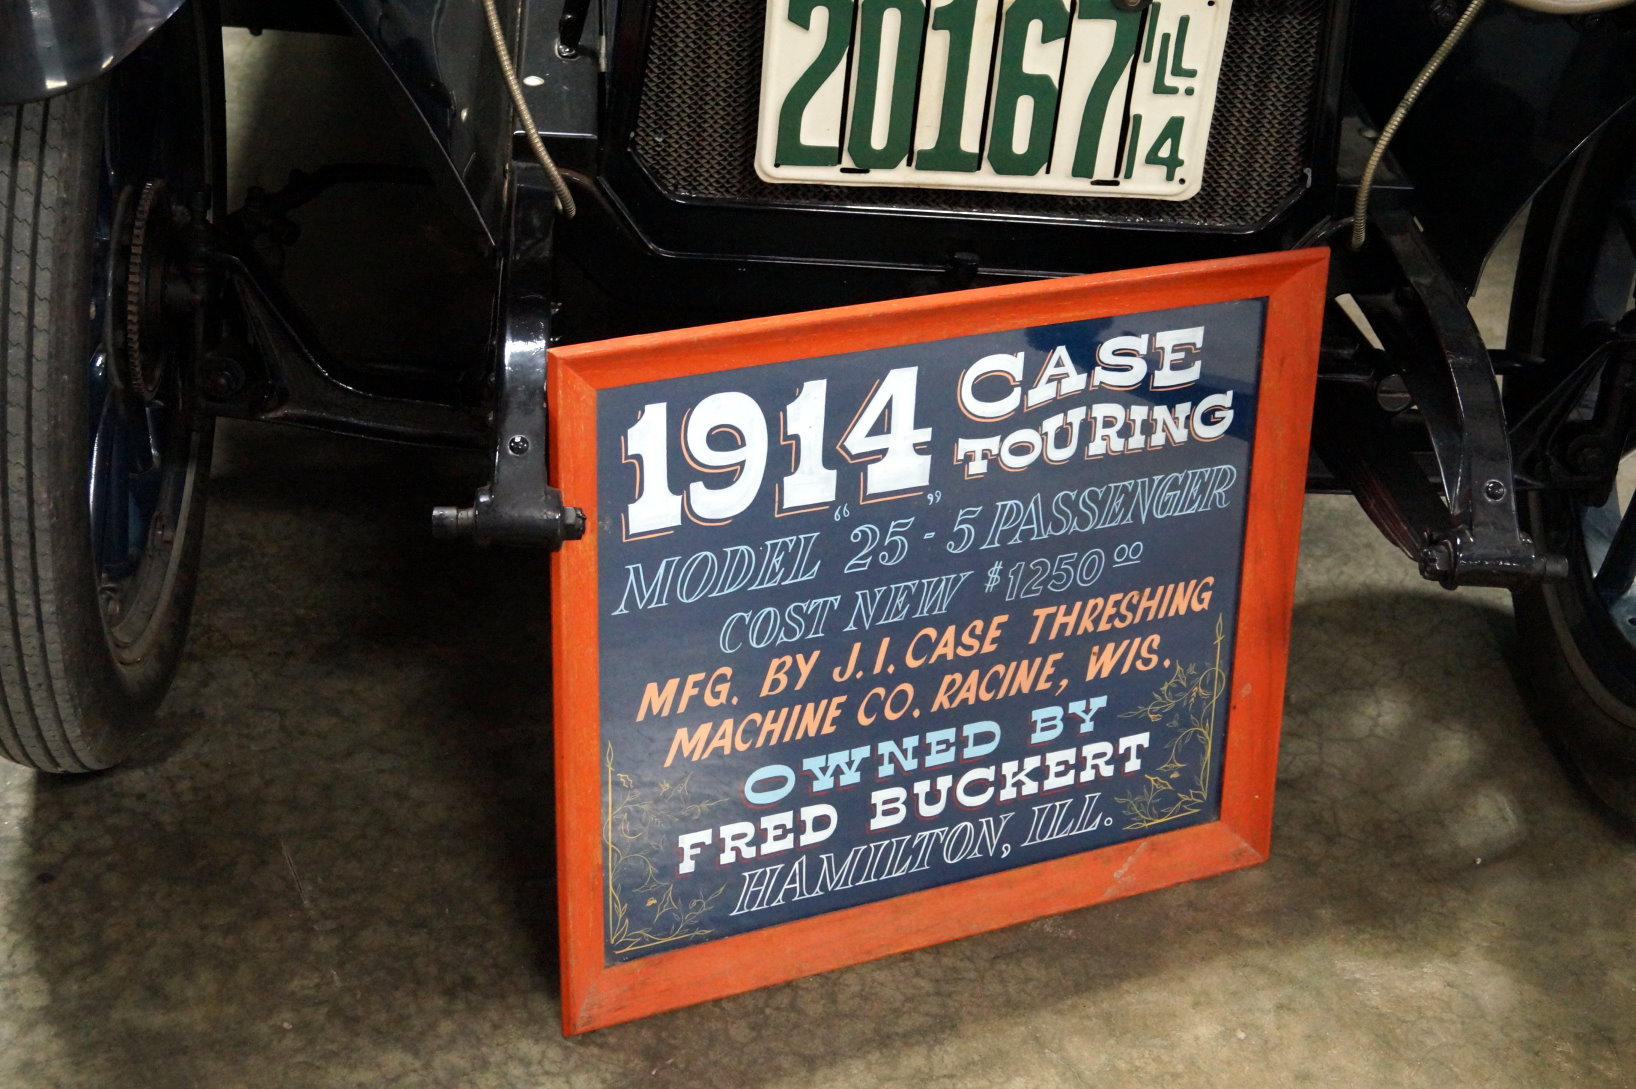 20167 ILL. 14
1914 CASE
TOURING
MODEL "25" - 5 PASSENGER
COST NEW $1250 00
MFG. BY J.I. CASE THRESHING
MACHINE CO. RACINE, WIS.
OWNED BY
FRED BUCKERT
HAMILTON, ILL.